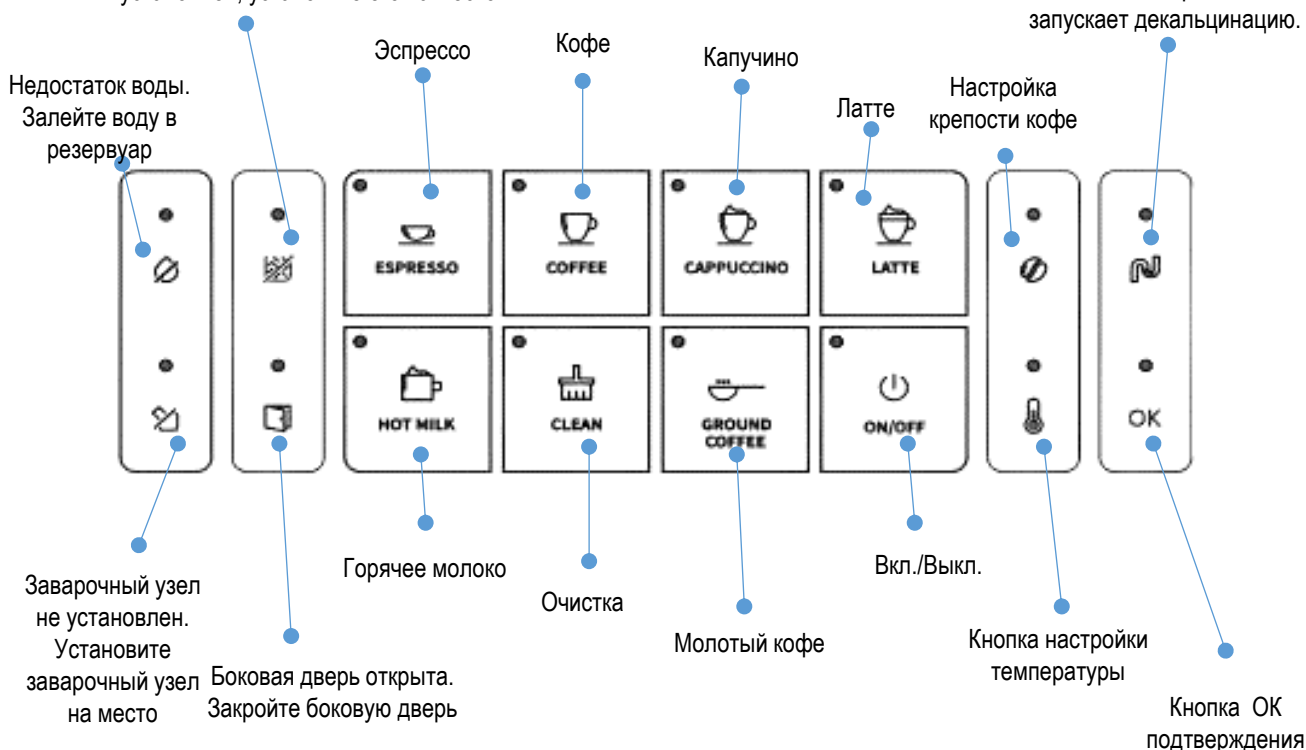 запускает декальцинацию.
Эспрессо
Кофе
Капучино
Латте
Недостаток воды.
Залейте воду в
резервуар
Настройка
крепости кофе
ESPRESSO
COFFEE
CAPPUCCINO
LATTE
HOT MILK
CLEAN
GROUND
COFFEE
ON/OFF
OK
Горячее молоко
Очистка
Молотый кофе
Вкл./Выкл.
Заварочный узел
не установлен.
Установите
заварочный узел
на место
Боковая дверь открыта.
Закройте боковую дверь
Кнопка настройки
температуры
Кнопка ОК
подтверждения